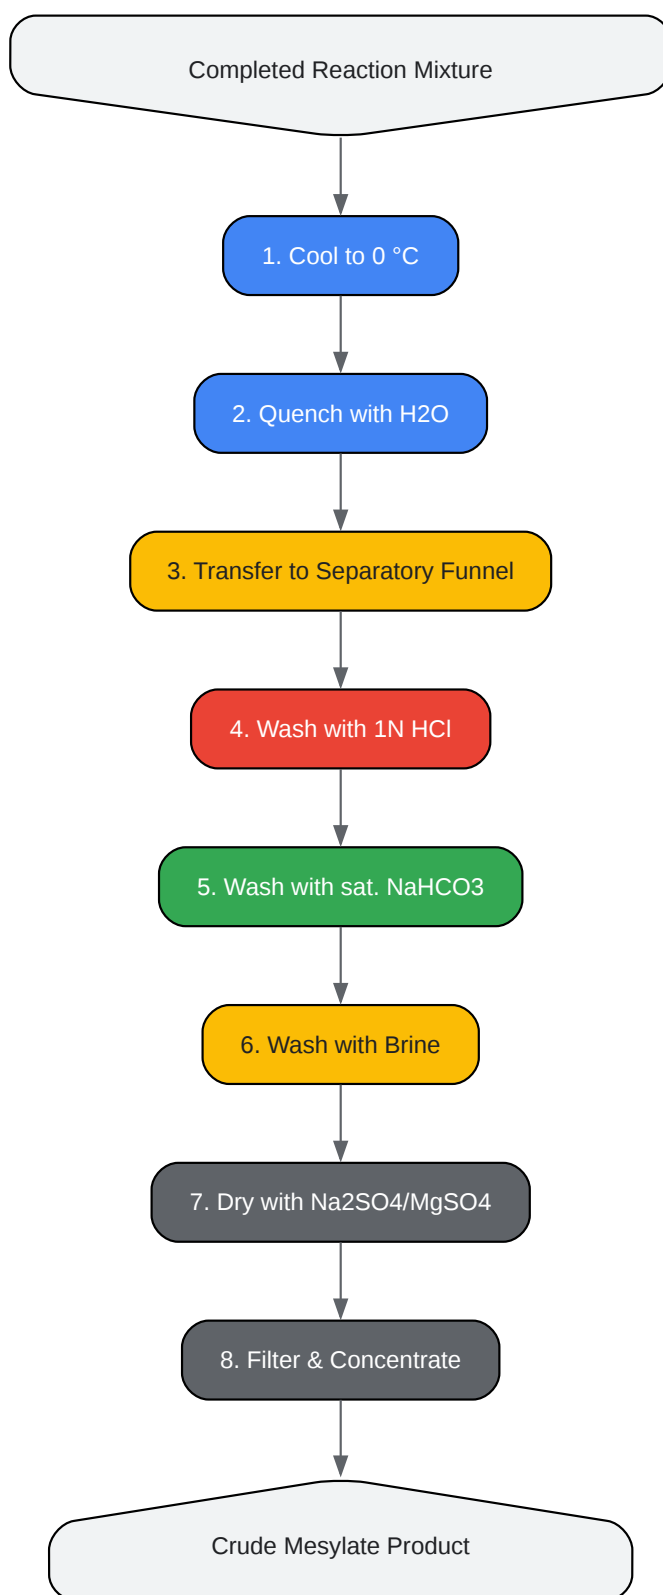 Completed Reaction Mixture
1. Cool to 0 °C
2. Quench with H2O
3. Transfer to Separatory Funnel
4. Wash with 1N HCl
5. Wash with sat. NaHCO3
6. Wash with Brine
7. Dry with Na2SO4/MgSO4
8. Filter & Concentrate
Crude Mesylate Product